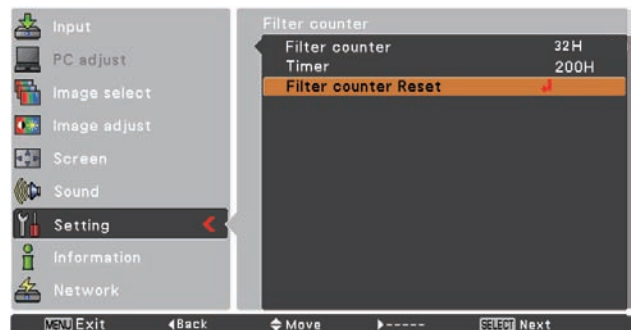 Input
PC adjust
Image select
Image adjust
Screen
Sound
Setting
Information
Network
Filter counter
Filter counter 32H
Timer 200H
Filter counter Reset
MENU Exit Back Move ----- SELECT Next